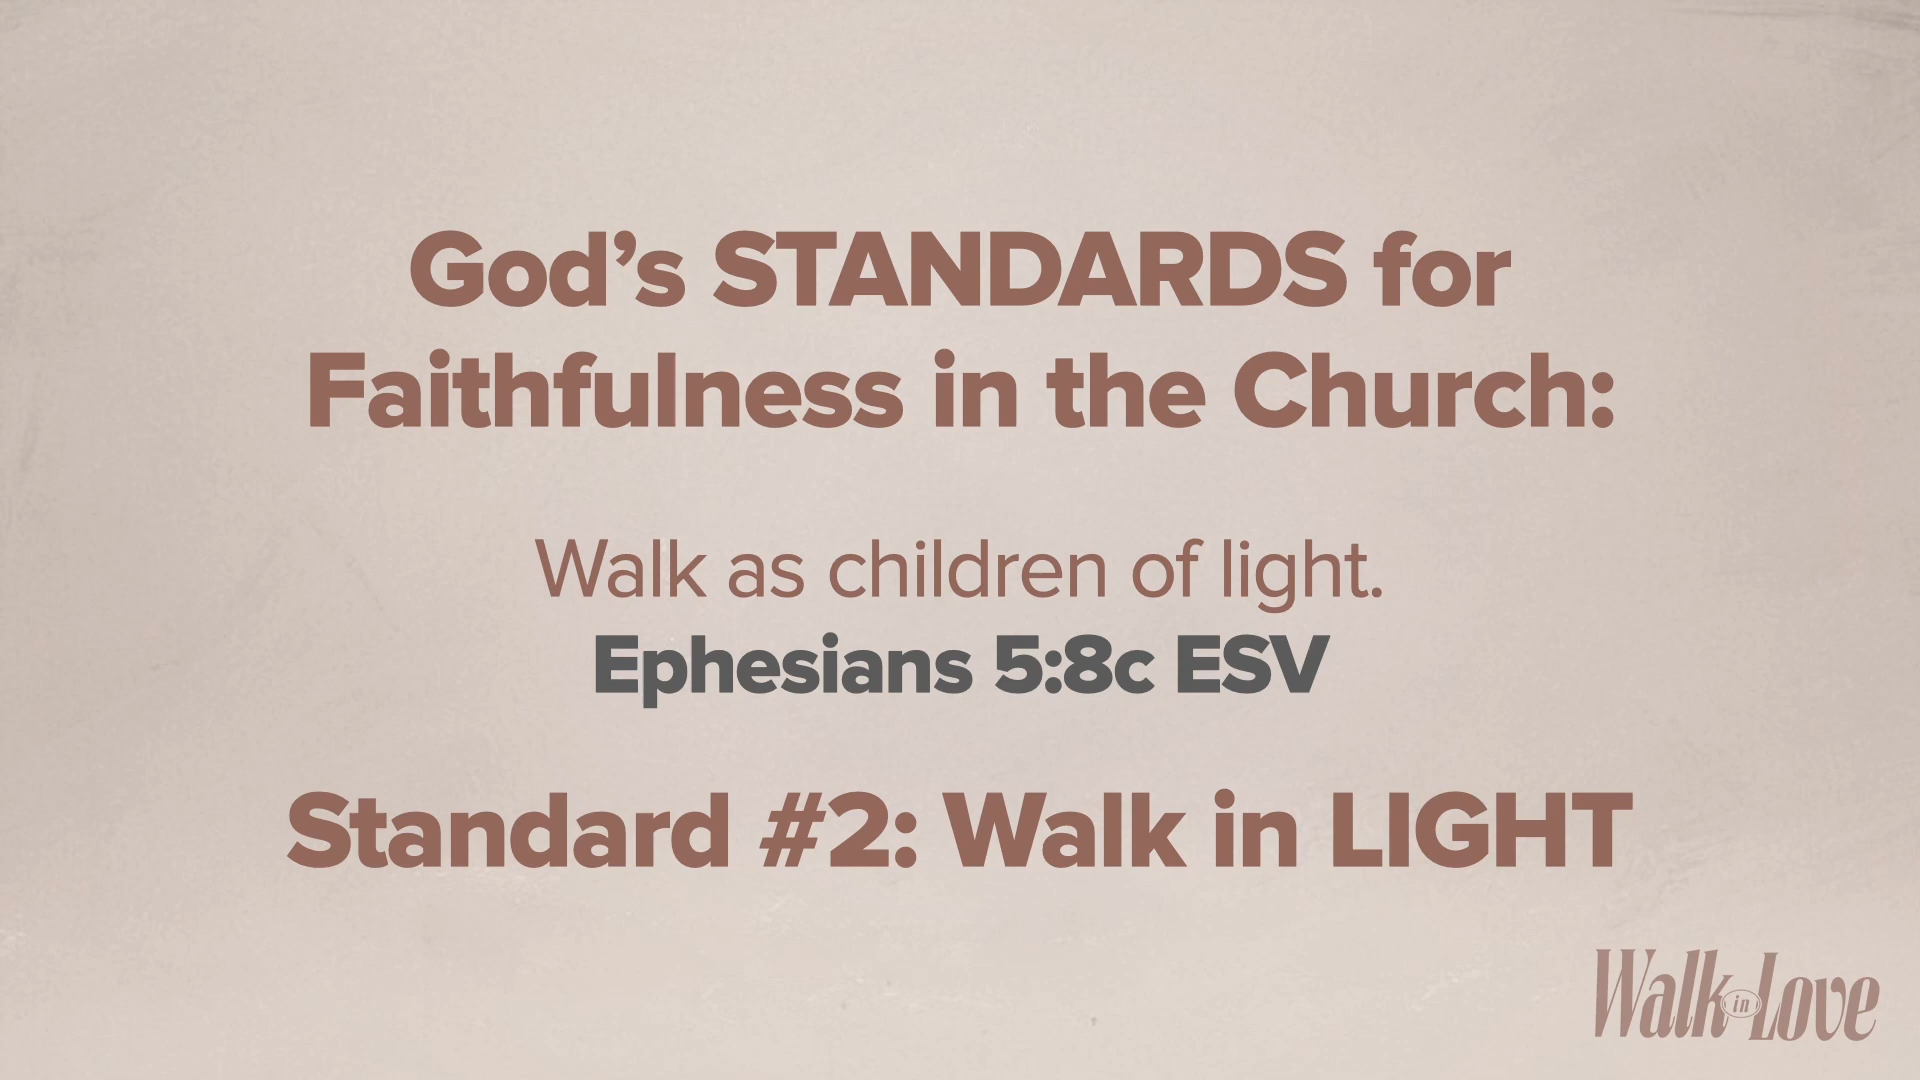 God’s STANDARDS for
Faithfulness in the Church:
Walk as children of light.
Ephesians 5:8c ESV
Standard #2: Walk in LIGHT
Walk in Love